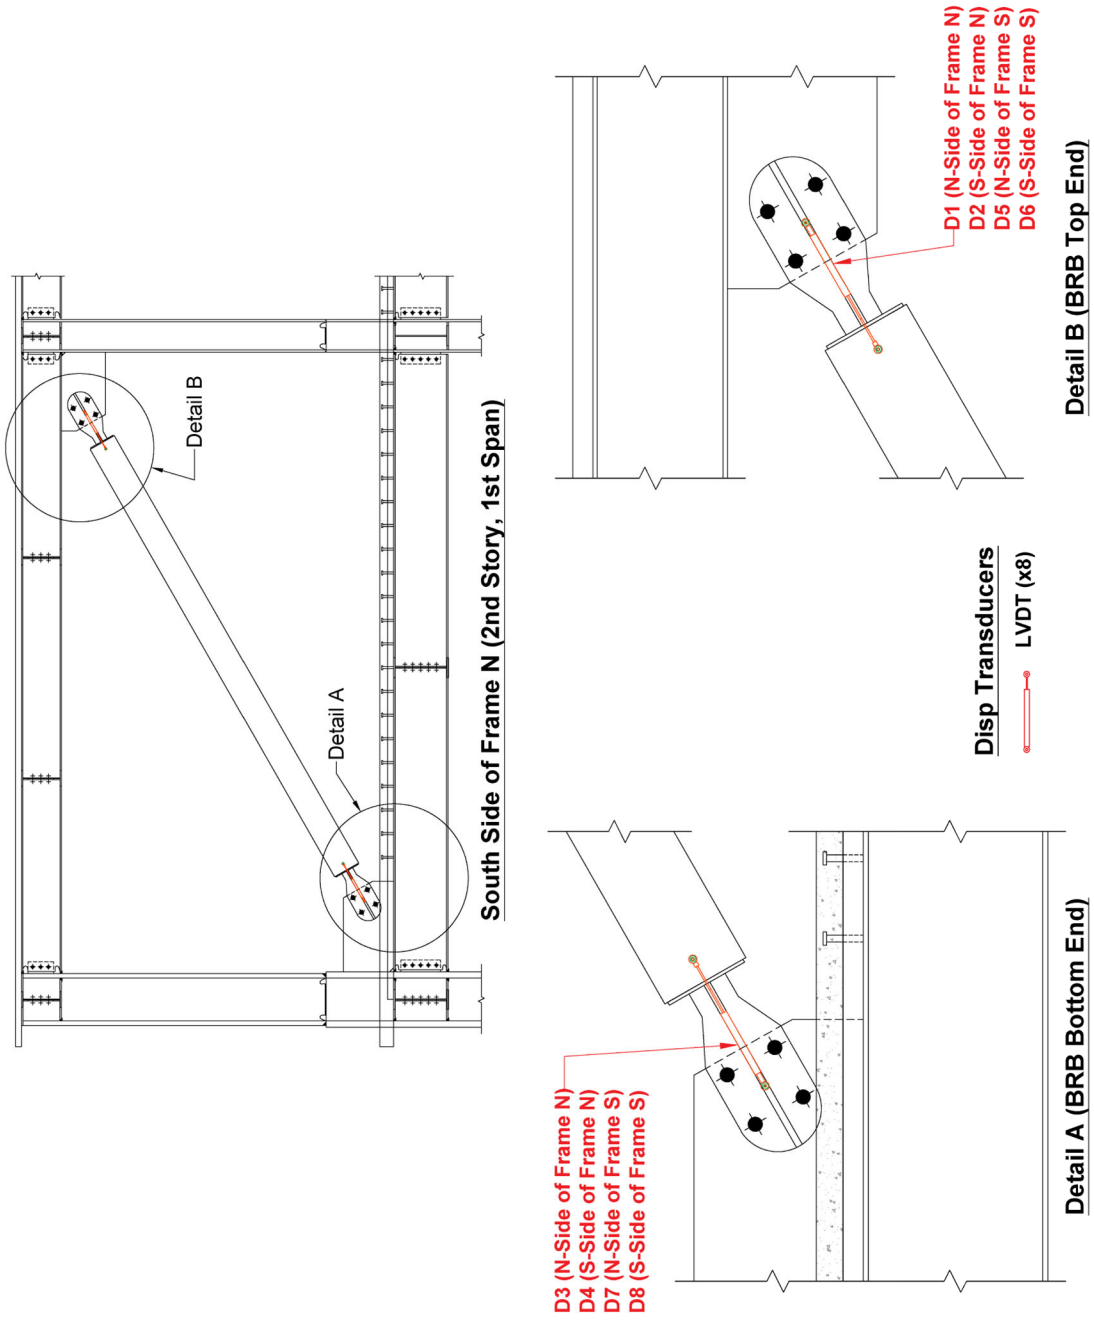 Detail B
Detail A
South Side of Frame N (2nd Story, 1st Span)
D3 (N-Side of Frame N)
D4 (S-Side of Frame N)
D7 (N-Side of Frame S)
D8 (S-Side of Frame S)
Detail A (BRB Bottom End)
Disp Transducers
LVDT (x8)
D1 (N-Side of Frame N)
D2 (S-Side of Frame N)
D5 (N-Side of Frame S)
D6 (S-Side of Frame S)
Detail B (BRB Top End)